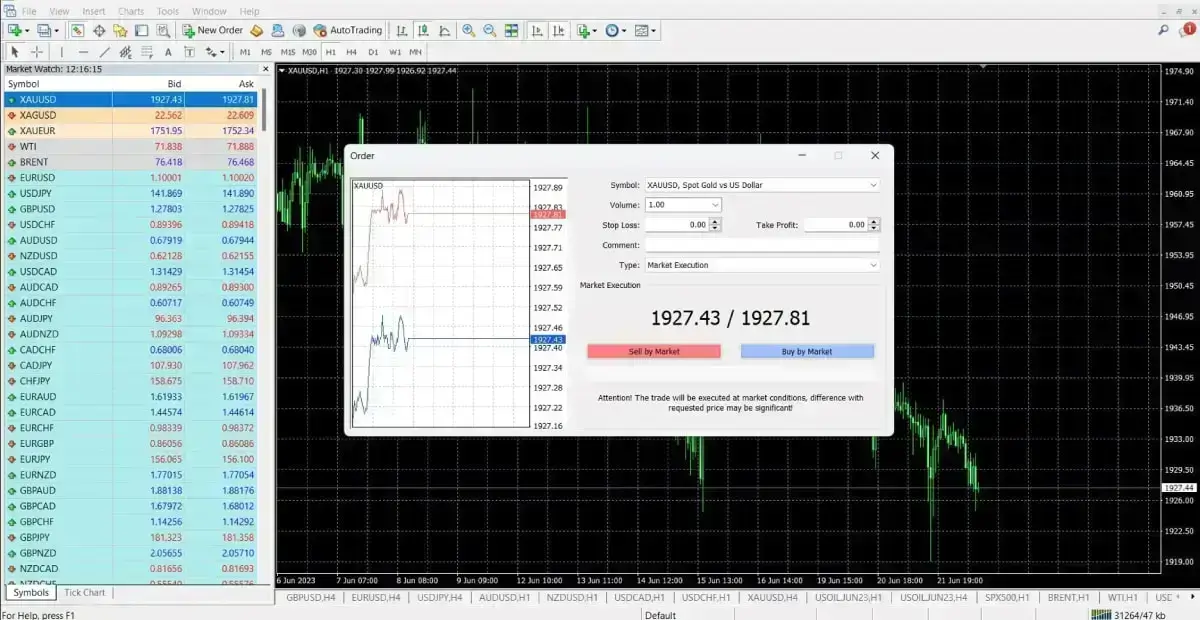 File View Insert Charts Tools Window Help
New Order AutoTrading
1
A T M1 M5 M15 M30 H1 H4 D1 W1 MN
Market Watch: 12:16:15
Symbol Bid Ask
XAUUSD 1927.43 1927.81
XAGUSD 22.562 22.609
XAUEUR 1751.95 1752.34
WTI 71.838 71.888
BRENT 76.418 76.468
EURUSD 1.10001 1.10020
USDJPY 141.869 141.890
GBPUSD 1.27803 1.27825
USDCHF 0.89396 0.89418
AUDUSD 0.67919 0.67944
NZDUSD 0.62128 0.62155
USDCAD 1.31429 1.31454
AUDCAD 0.89265 0.89300
AUDCHF 0.60717 0.60749
AUDJPY 96.363 96.394
AUDNZD 1.09298 1.09334
CADCHF 0.68006 0.68040
CADJPY 107.930 107.962
CHFJPY 158.675 158.710
EURAUD 1.61933 1.61967
EURCAD 1.44574 1.44614
EURCHF 0.98339 0.98372
EURGBP 0.86056 0.86086
EURJPY 156.065 156.100
EURNZD 1.77015 1.77054
GBPAUD 1.88138 1.88176
GBPCAD 1.67972 1.68012
GBPCHF 1.14256 1.14292
GBPJPY 181.323 181.358
GBPNZD 2.05655 2.05710
NZDCAD 0.81656 0.81693
NZDCHF 0.55540 0.55576
Symbols Tick Chart
For Help, press F1
XAUUSD,H1 1927.30 1927.99 1926.92 1927.44
1974.90
1971.40
1967.90
1964.45
1960.95
1957.45
1953.95
1950.45
1946.95
1943.45
1939.95
1936.50
1933.00
1929.50
1927.44
1926.00
1922.50
1919.00
Order
XAUUSD
1927.89
1927.83
1927.81
1927.77
1927.71
1927.65
1927.59
1927.52
1927.46
1927.43
1927.40
1927.34
1927.28
1927.22
1927.16
Symbol: XAUUSD, Spot Gold vs US Dollar
Volume: 1.00
Stop Loss: 0.00 Take Profit: 0.00
Comment:
Type: Market Execution
Market Execution
1927.43 / 1927.81
Sell by Market Buy by Market
Attention! The trade will be executed at market conditions, difference with
requested price may be significant!
6 Jun 2023 7 Jun 07:00 8 Jun 08:00 9 Jun 09:00 12 Jun 10:00 13 Jun 11:00 14 Jun 12:00 15 Jun 13:00 16 Jun 14:00 19 Jun 15:00 20 Jun 18:00 21 Jun 19:00
GBPUSD,H4 EURUSD,H4 USDJPY,H4 AUDUSD,H1 NZDUSD,H1 USDCAD,H1 USDCHF,H1 XAUUSD,H4 USOILJUN23,H1 USOILJUN23,H4 SPX500,H1 BRENT,H1 WTI,H1 USD
Default 31264/47 kb